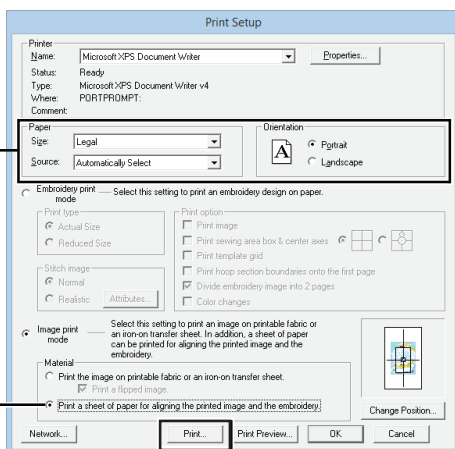 Print Setup
Printer
Name:
Microsoft XPS Document Writer
Properties...
Status:
Ready
Type:
Microsoft XPS Document Writer v4
Where:
PORTPROMPT:
Comment:
Paper
Size:
Legal
Source:
Automatically Select
Orientation
A
Portrait
Landscape
Embroidery print
mode
Select this setting to print an embroidery design on paper.
Print type
Actual Size
Reduced Size
Stitch image
Normal
Realistic
Attributes...
Print option
Print image
Print sewing area box & center axes
Print template grid
Print hoop section boundaries onto the first page
Divide embroidery image into 2 pages
Color changes
Image print
mode
Select this setting to print an image on printable fabric or
an iron-on transfer sheet. In addition, a sheet of paper
can be printed for aligning the printed image and the
embroidery.
Material
Print the image on printable fabric or an iron-on transfer sheet.
Print a flipped image.
Print a sheet of paper for aligning the printed image and the embroidery.
Change Position...
Network...
Print...
Print Preview...
OK
Cancel